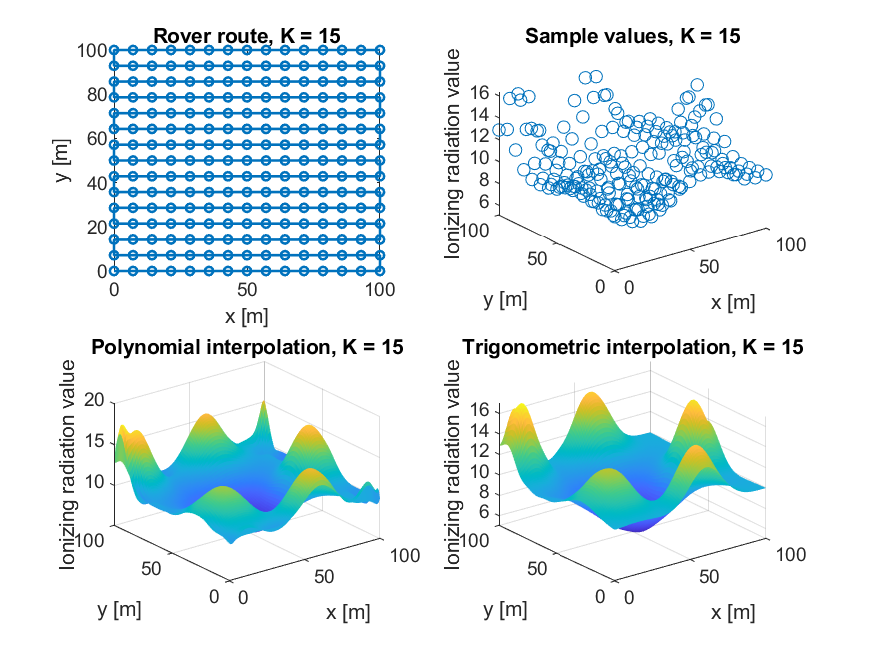 Rover route, K = 15
100
80
60
40
20
0
y [m]
0
50
100
x [m]
Sample values, K = 15
16
14
12
10
8
6
Ionizing radiation value
100
50
0
y [m]
0
50
100
x [m]
Polynomial interpolation, K = 15
20
15
10
Ionizing radiation value
100
50
0
y [m]
0
50
100
x [m]
Trigonometric interpolation, K = 15
16
14
12
10
8
6
Ionizing radiation value
100
50
0
y [m]
0
50
100
x [m]